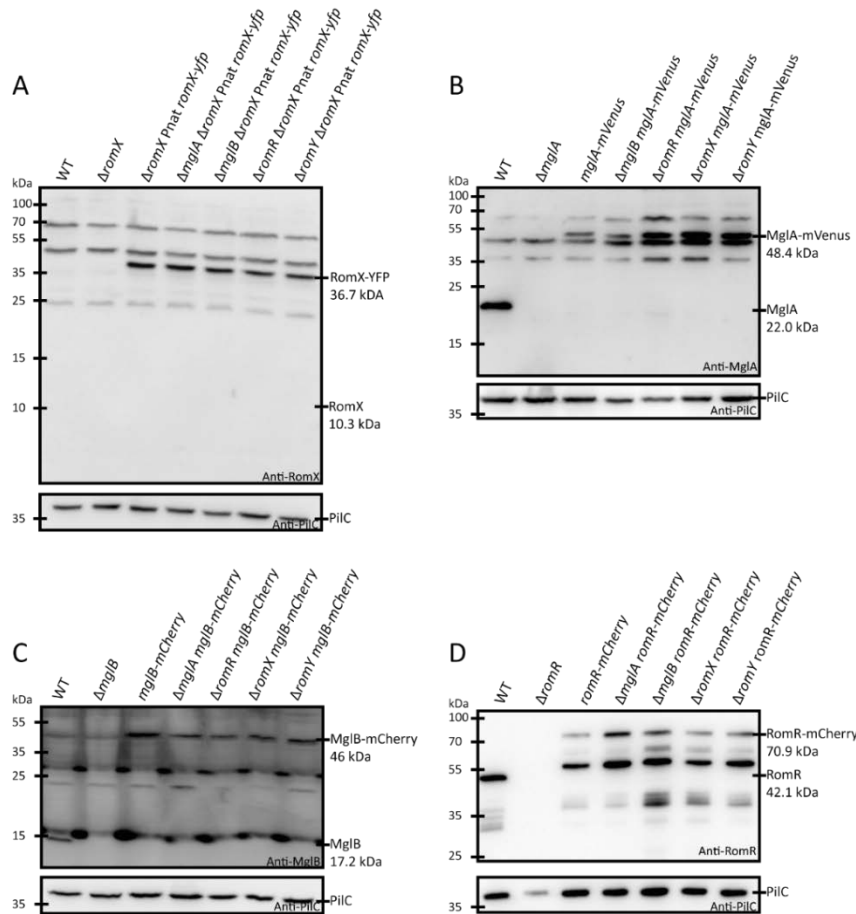 A
WT
ΔromX
ΔromX Pnat romX-yfp
ΔmglA ΔromX Pnat romX-yfp
ΔmglB ΔromX Pnat romX-yfp
ΔromR ΔromX Pnat romX-yfp
ΔromY ΔromX Pnat romX-yfp
kDa
100
70
55
35
25
15
10
RomX-YFP
36.7 kDA
RomX
10.3 kDa
Anti-RomX
35
PilC
Anti-PilC
B
WT
ΔmglA
mglA-mVenus
ΔmglB mglA-mVenus
ΔromR mglA-mVenus
ΔromX mglA-mVenus
ΔromY mglA-mVenus
kDa
100
70
55
35
25
15
MglA-mVenus
48.4 kDa
MglA
22.0 kDa
Anti-MglA
35
PilC
Anti-PilC
C
WT
ΔmglB
mglB-mCherry
ΔmglA mglB-mCherry
ΔromR mglB-mCherry
ΔromX mglB-mCherry
ΔromY mglB-mCherry
kDa
55
35
25
15
MglB-mCherry
46 kDa
MglB
17.2 kDa
Anti-MglB
35
PilC
Anti-PilC
D
WT
ΔromR
romR-mCherry
ΔmglA romR-mCherry
ΔmglB romR-mCherry
ΔromX romR-mCherry
ΔromY romR-mCherry
kDa
100
70
55
35
25
RomR-mCherry
70.9 kDa
RomR
42.1 kDa
Anti-RomR
35
PilC
Anti-PilC